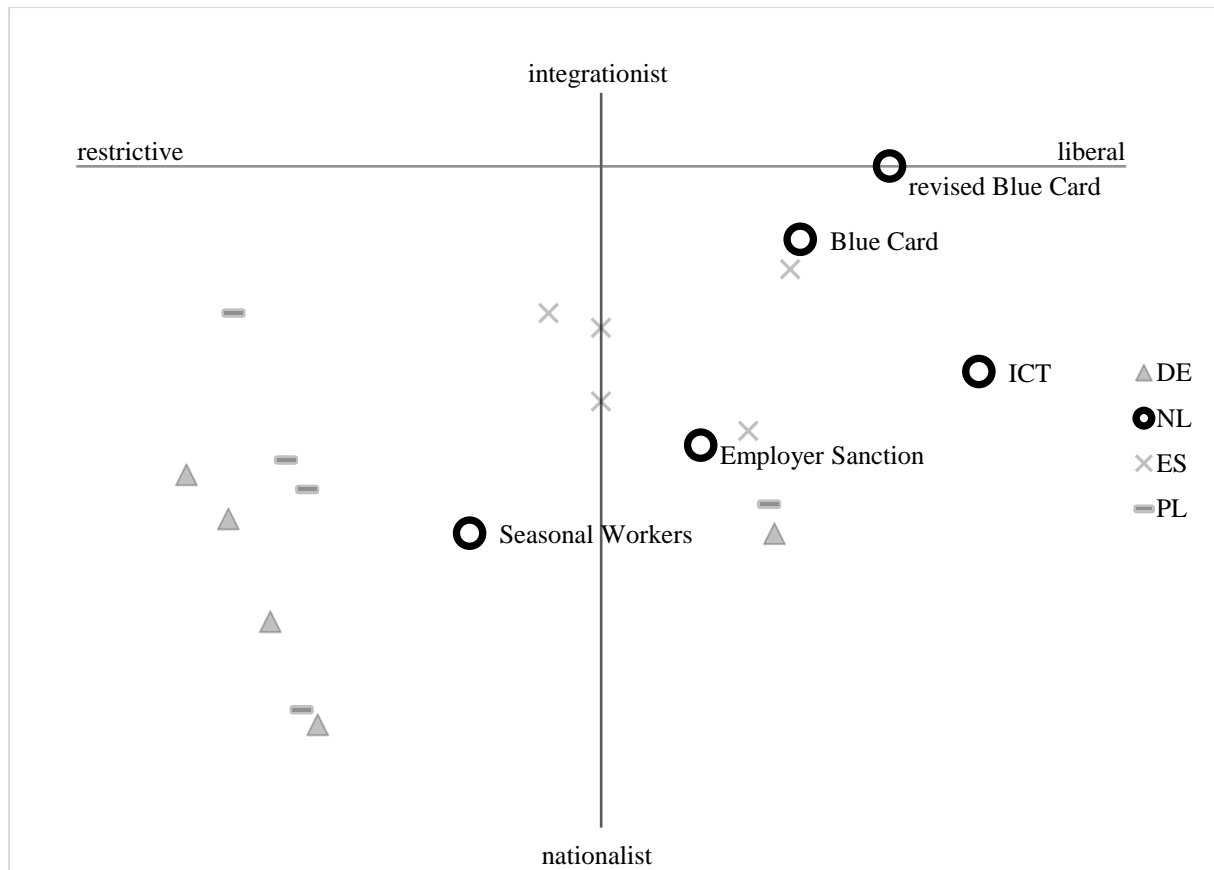 integrationist
restrictive
liberal
revised Blue Card
Blue Card
ICT
DE
NL
Employer Sanction
ES
PL
Seasonal Workers
nationalist